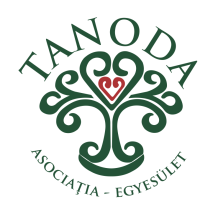 TANODA
ASOCIAȚIA - EGYESÜLET